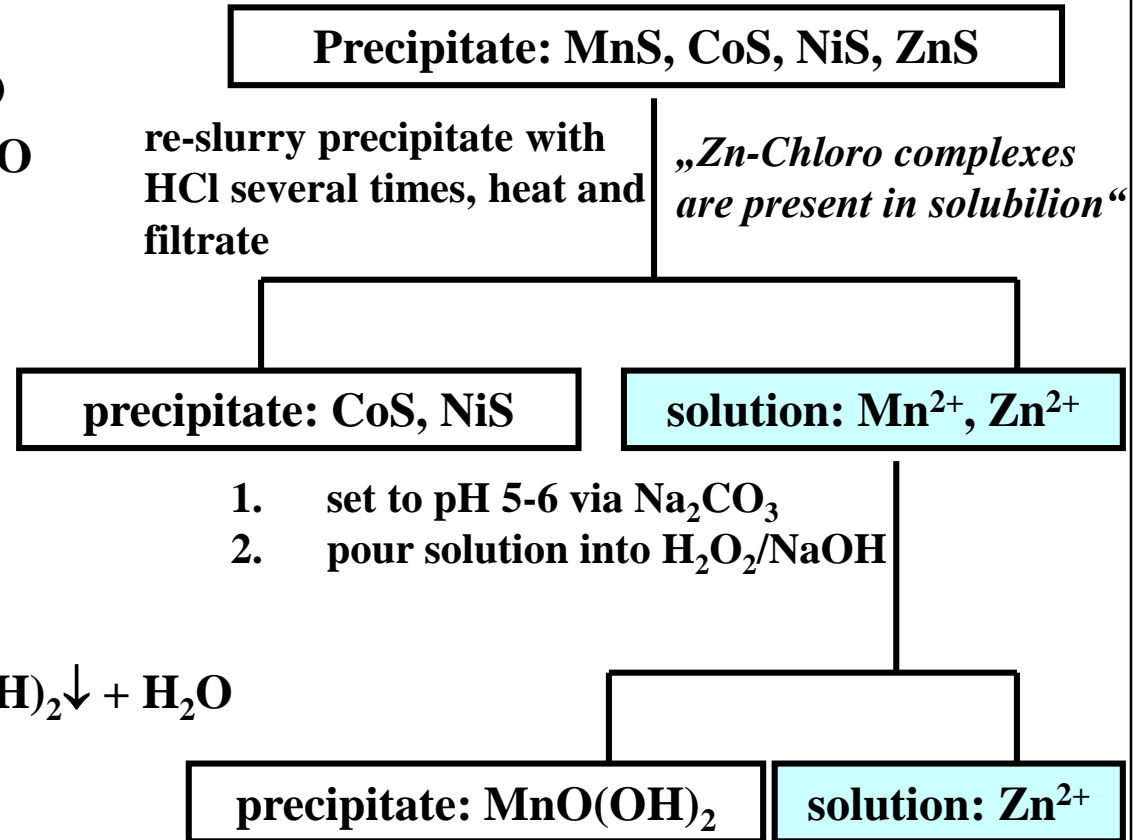 Precipitate: MnS, CoS, NiS, ZnS
)
O
re-slurry precipitate with
HCl several times, heat and
filtrate
„Zn-Chloro complexes
are present in solubilion“
precipitate: CoS, NiS
solution: Mn²⁺, Zn²⁺
1. set to pH 5-6 via Na₂CO₃
2. pour solution into H₂O₂/NaOH
H)₂↓ + H₂O
precipitate: MnO(OH)₂
solution: Zn²⁺